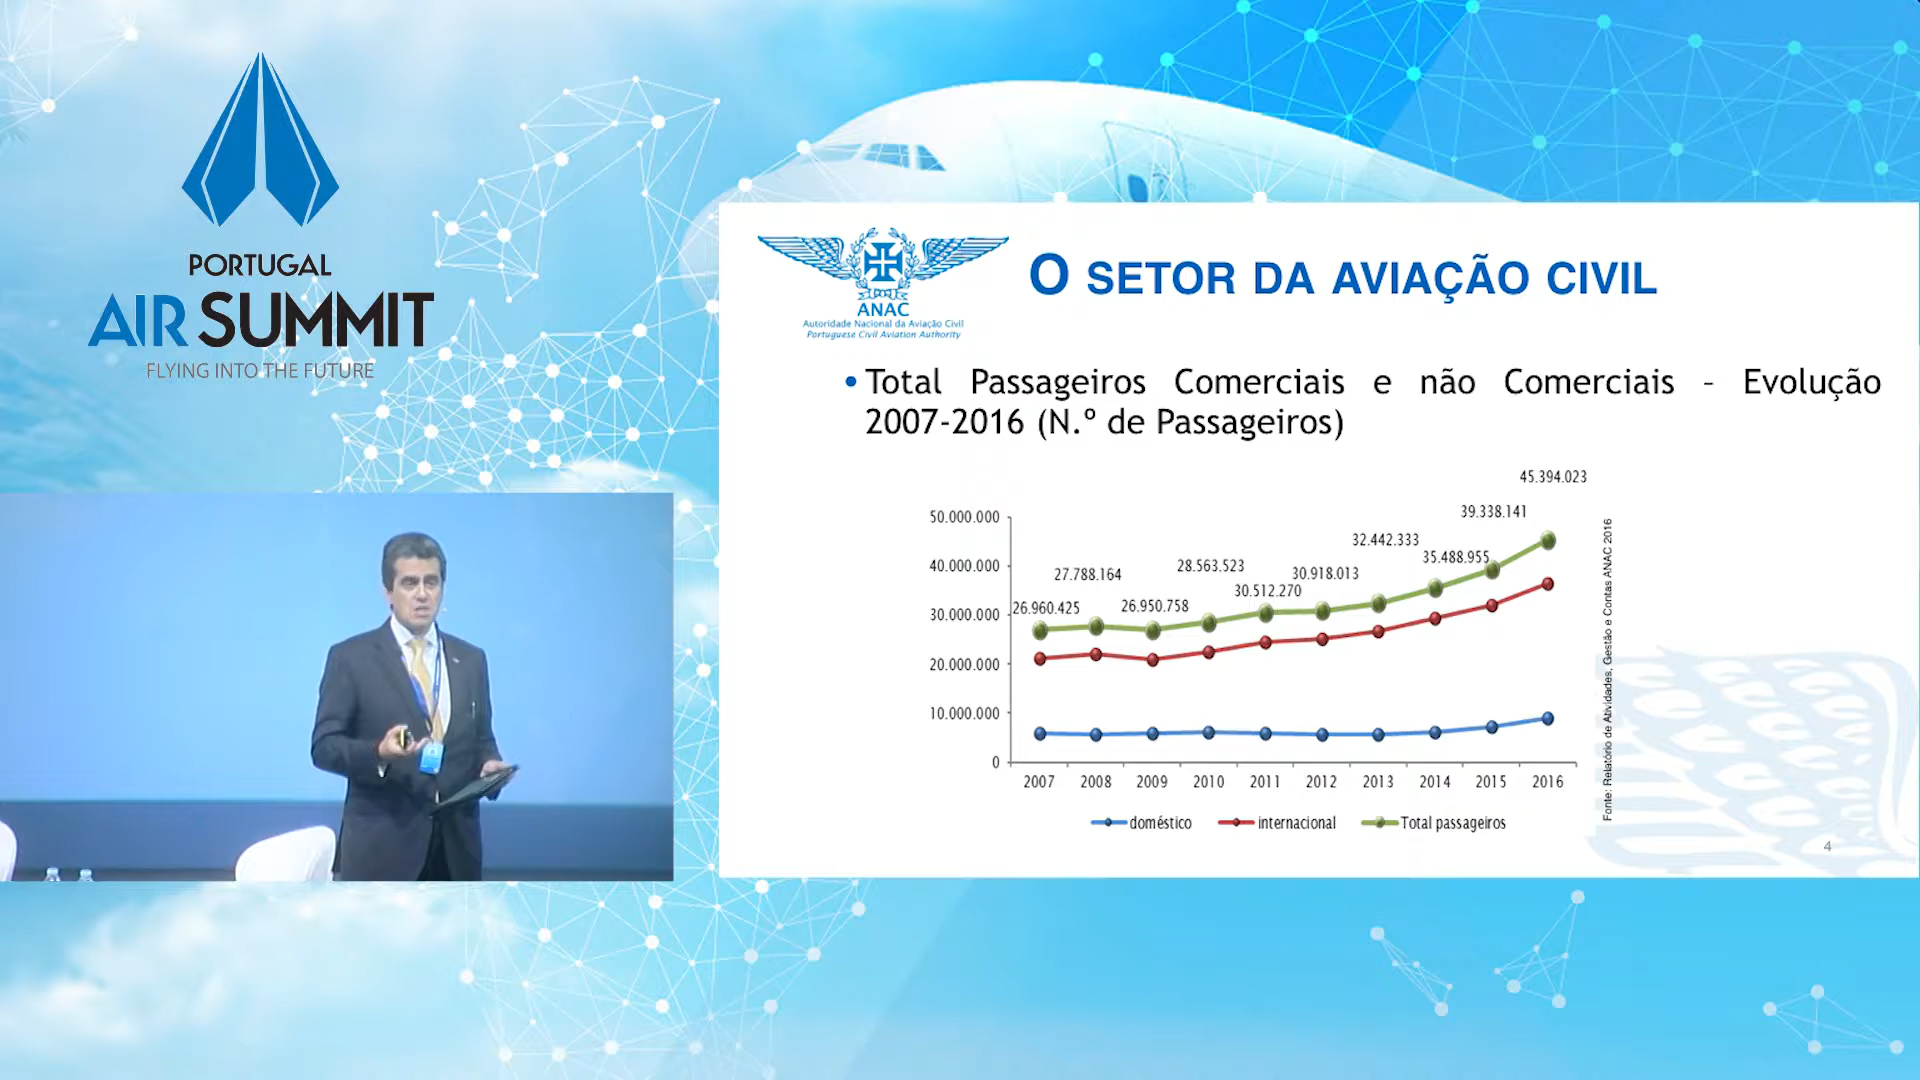 PORTUGAL
AIR SUMMIT
FLYING INTO THE FUTURE
ANAC
Autoridade Nacional da Aviação Civil
Portuguese Civil Aviation Authority
O SETOR DA AVIAÇÃO CIVIL
• Total Passageiros Comerciais e não Comerciais – Evolução
2007-2016 (N.º de Passageiros)
50.000.000
40.000.000
30.000.000
20.000.000
10.000.000
0
26.960.425
27.788.164
26.950.758
28.563.523
30.512.270
30.918.013
32.442.333
35.488.955
39.338.141
45.394.023
2007 2008 2009 2010 2011 2012 2013 2014 2015 2016
doméstico internacional Total passageiros
Fonte: Relatório de Atividades, Gestão e Contas ANAC 2016
4